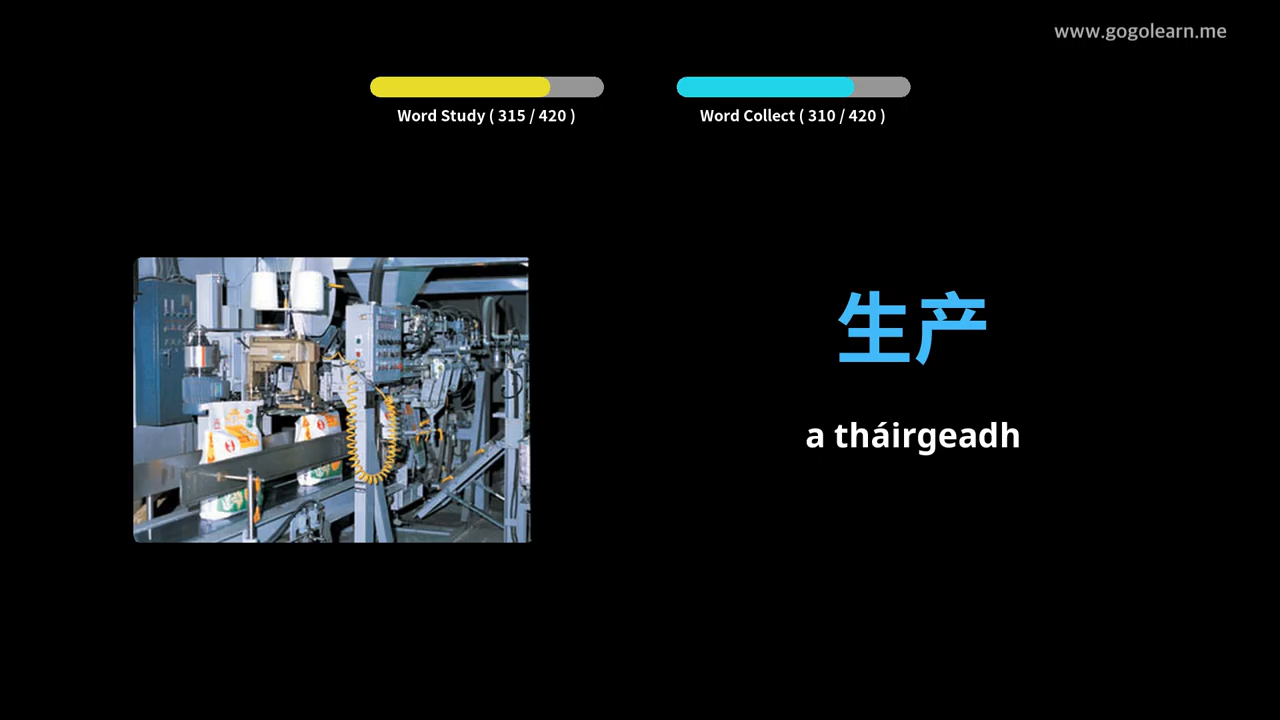 www.gogolearn.me
Word Study ( 315 / 420 )
Word Collect ( 310 / 420 )
生产
a tháirgeadh